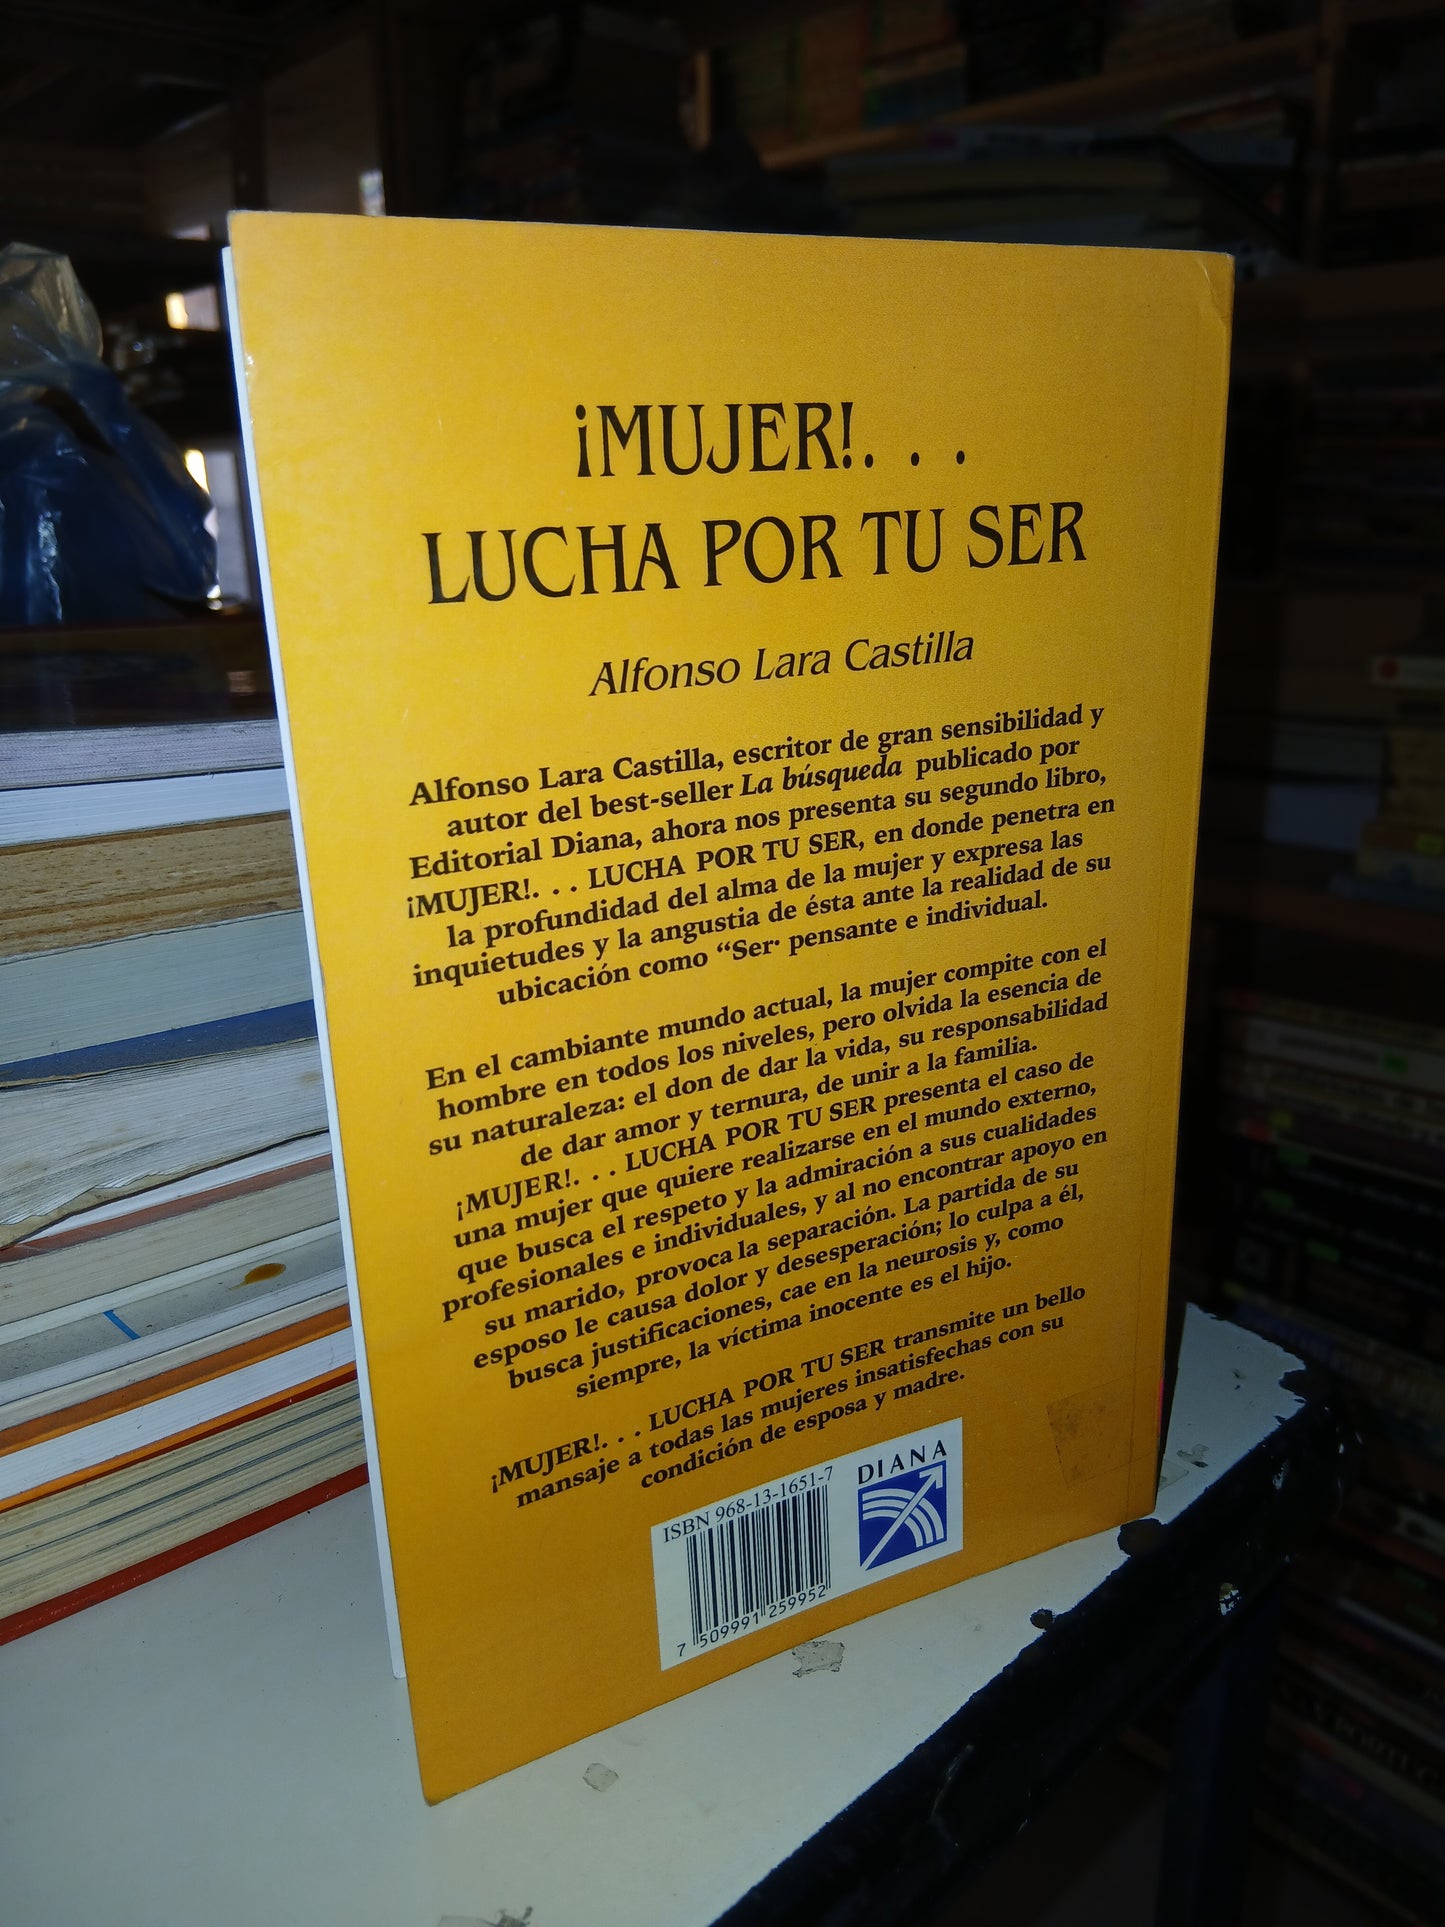 ¡MUJER!. . .
LUCHA POR TU SER
Alfonso Lara Castilla
Alfonso Lara Castilla, escritor de gran sensibilidad y
autor del best-seller La búsqueda publicado por
Editorial Diana, ahora nos presenta su segundo libro,
¡MUJER!. . . LUCHA POR TU SER, en donde penetra en
la profundidad del alma de la mujer y expresa las
inquietudes y la angustia de ésta ante la realidad de su
ubicación como “Ser· pensante e individual.
En el cambiante mundo actual, la mujer compite con el
hombre en todos los niveles, pero olvida la esencia de
su naturaleza: el don de dar la vida, su responsabilidad
de dar amor y ternura, de unir a la familia.
¡MUJER!. . . LUCHA POR TU SER presenta el caso de
una mujer que quiere realizarse en el mundo externo,
que busca el respeto y la admiración a sus cualidades
profesionales e individuales, y al no encontrar apoyo en
su marido, provoca la separación. La partida de su
esposo le causa dolor y desesperación; lo culpa a él,
busca justificaciones, cae en la neurosis y, como
siempre, la víctima inocente es el hijo.
¡MUJER!. . . LUCHA POR TU SER transmite un bello
mansaje a todas las mujeres insatisfechas con su
condición de esposa y madre.
ISBN 968-13-1651-7
DIANA
7 509991 259952